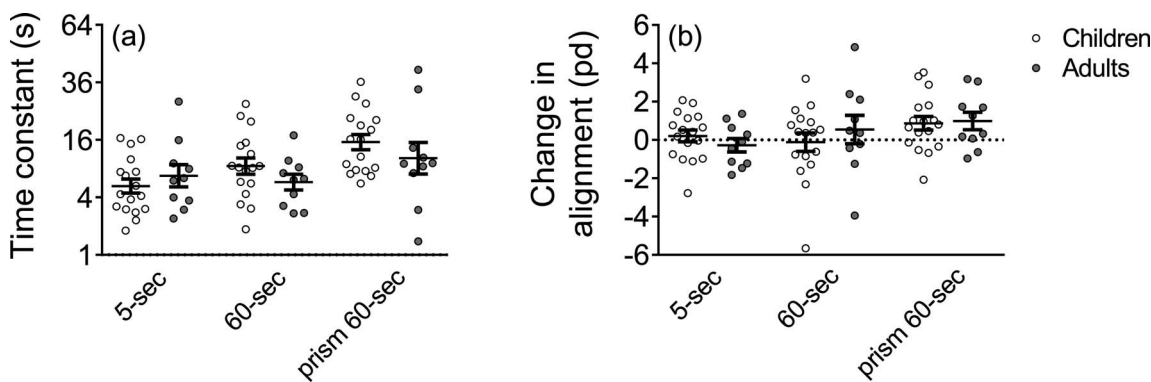 (a)
Time constant (s)
64
36
16
4
1
5-sec
60-sec
prism 60-sec
(b)
Change in
alignment (pd)
6
4
2
0
-2
-4
-6
5-sec
60-sec
prism 60-sec
Children
Adults